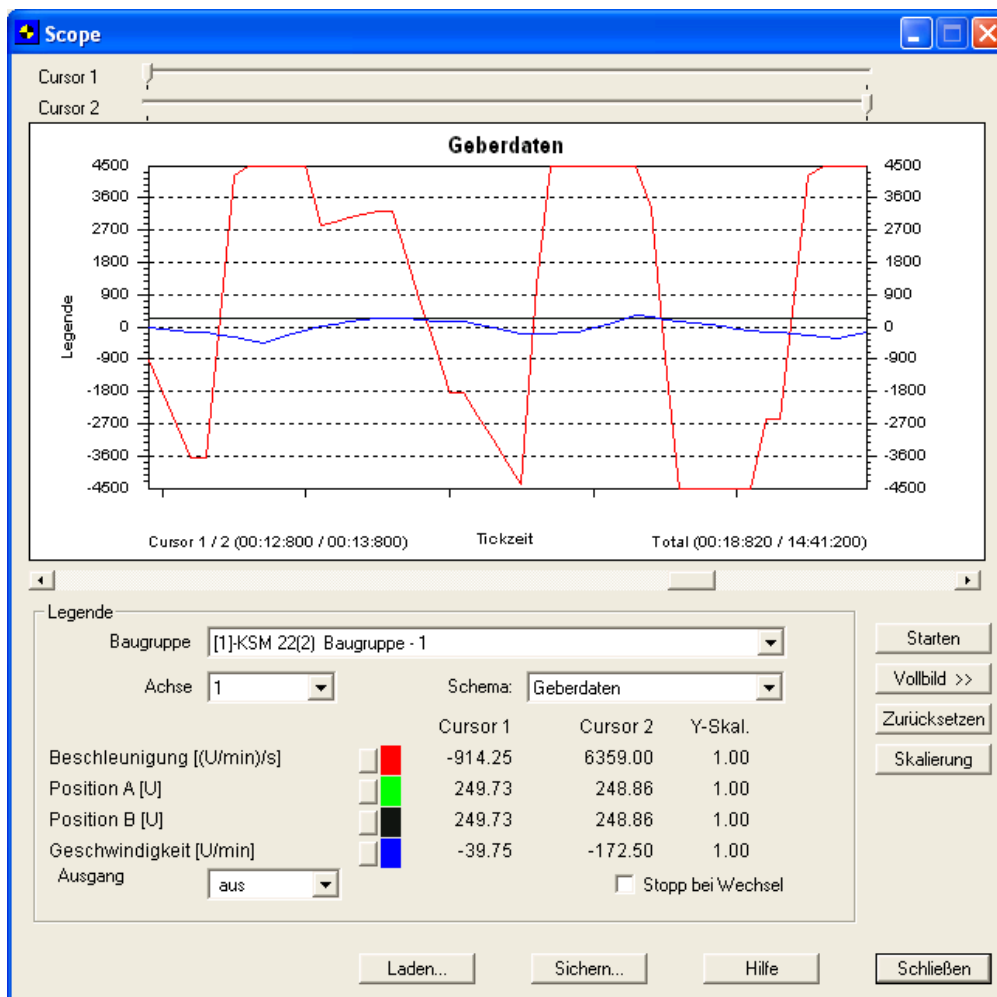 Scope
Cursor 1
Cursor 2
Geberdaten
4500 4500
3600 3600
2700 2700
1800 1800
900 900
0 0
-900 -900
-1800 -1800
-2700 -2700
-3600 -3600
-4500 -4500
Legende
Cursor 1 / 2 (00:12:800 / 00:13:800) Tickzeit Total (00:18:820 / 14:41:200)
Legende
Baugruppe [1]-KSM 22(2) Baugruppe - 1
Achse 1 Schema: Geberdaten
Cursor 1 Cursor 2 Y-Skal.
Beschleunigung [(U/min)/s] -914.25 6359.00 1.00
Position A [U] 249.73 248.86 1.00
Position B [U] 249.73 248.86 1.00
Geschwindigkeit [U/min] -39.75 -172.50 1.00
Ausgang aus Stopp bei Wechsel
Starten
Vollbild >>
Zurücksetzen
Skalierung
Laden... Sichern... Hilfe Schließen